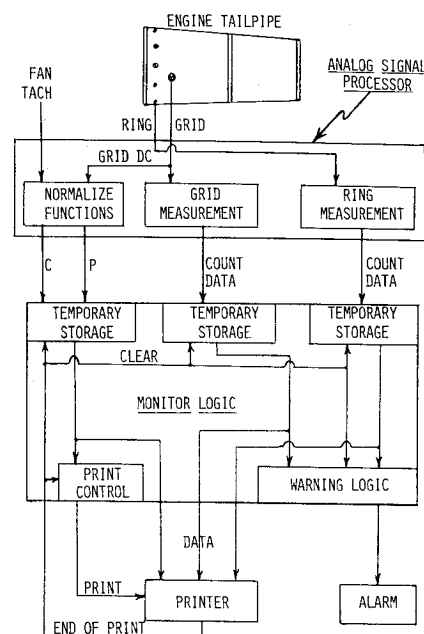 ENGINE TAILPIPE
ANALOG SIGNAL
PROCESSOR
FAN
TACH
RING
GRID
GRID DC
NORMALIZE
FUNCTIONS
GRID
MEASUREMENT
RING
MEASUREMENT
C
P
COUNT
DATA
COUNT
DATA
TEMPORARY
STORAGE
TEMPORARY
STORAGE
TEMPORARY
STORAGE
CLEAR
MONITOR LOGIC
PRINT
CONTROL
WARNING LOGIC
DATA
PRINT
PRINTER
ALARM
END OF PRINT